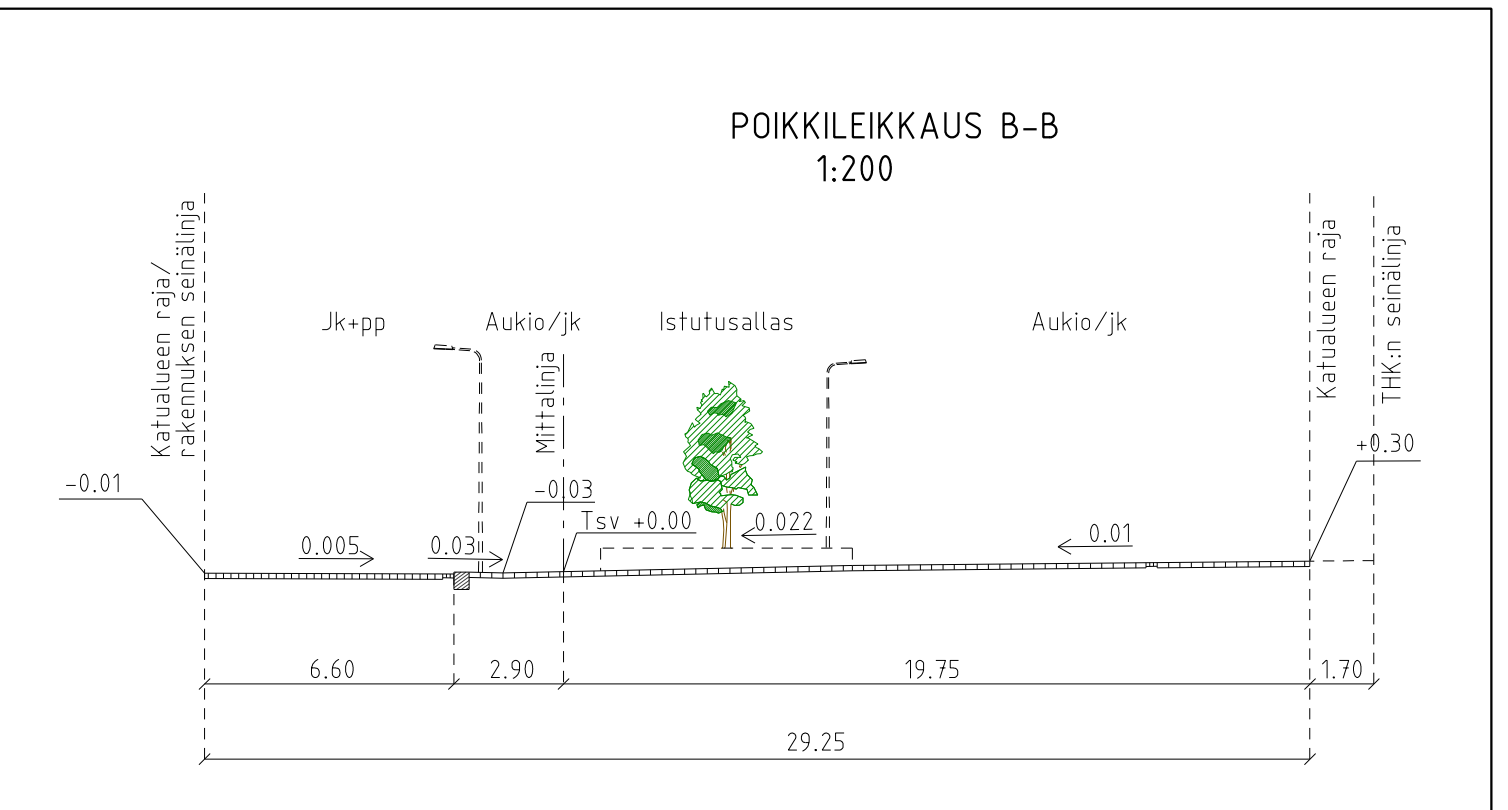 POIKKILEIKKAUS B-B
1:200
Katualueen raja/
rakennuksen seinälinja
Jk+pp
Aukio/jk
Istutusallas
Aukio/jk
Mittalinja
Katualueen raja
THK:n seinälinja
-0.01
-0.03
Tsv +0.00
0.022
+0.30
0.005
0.03
0.01
6.60
2.90
19.75
1.70
29.25